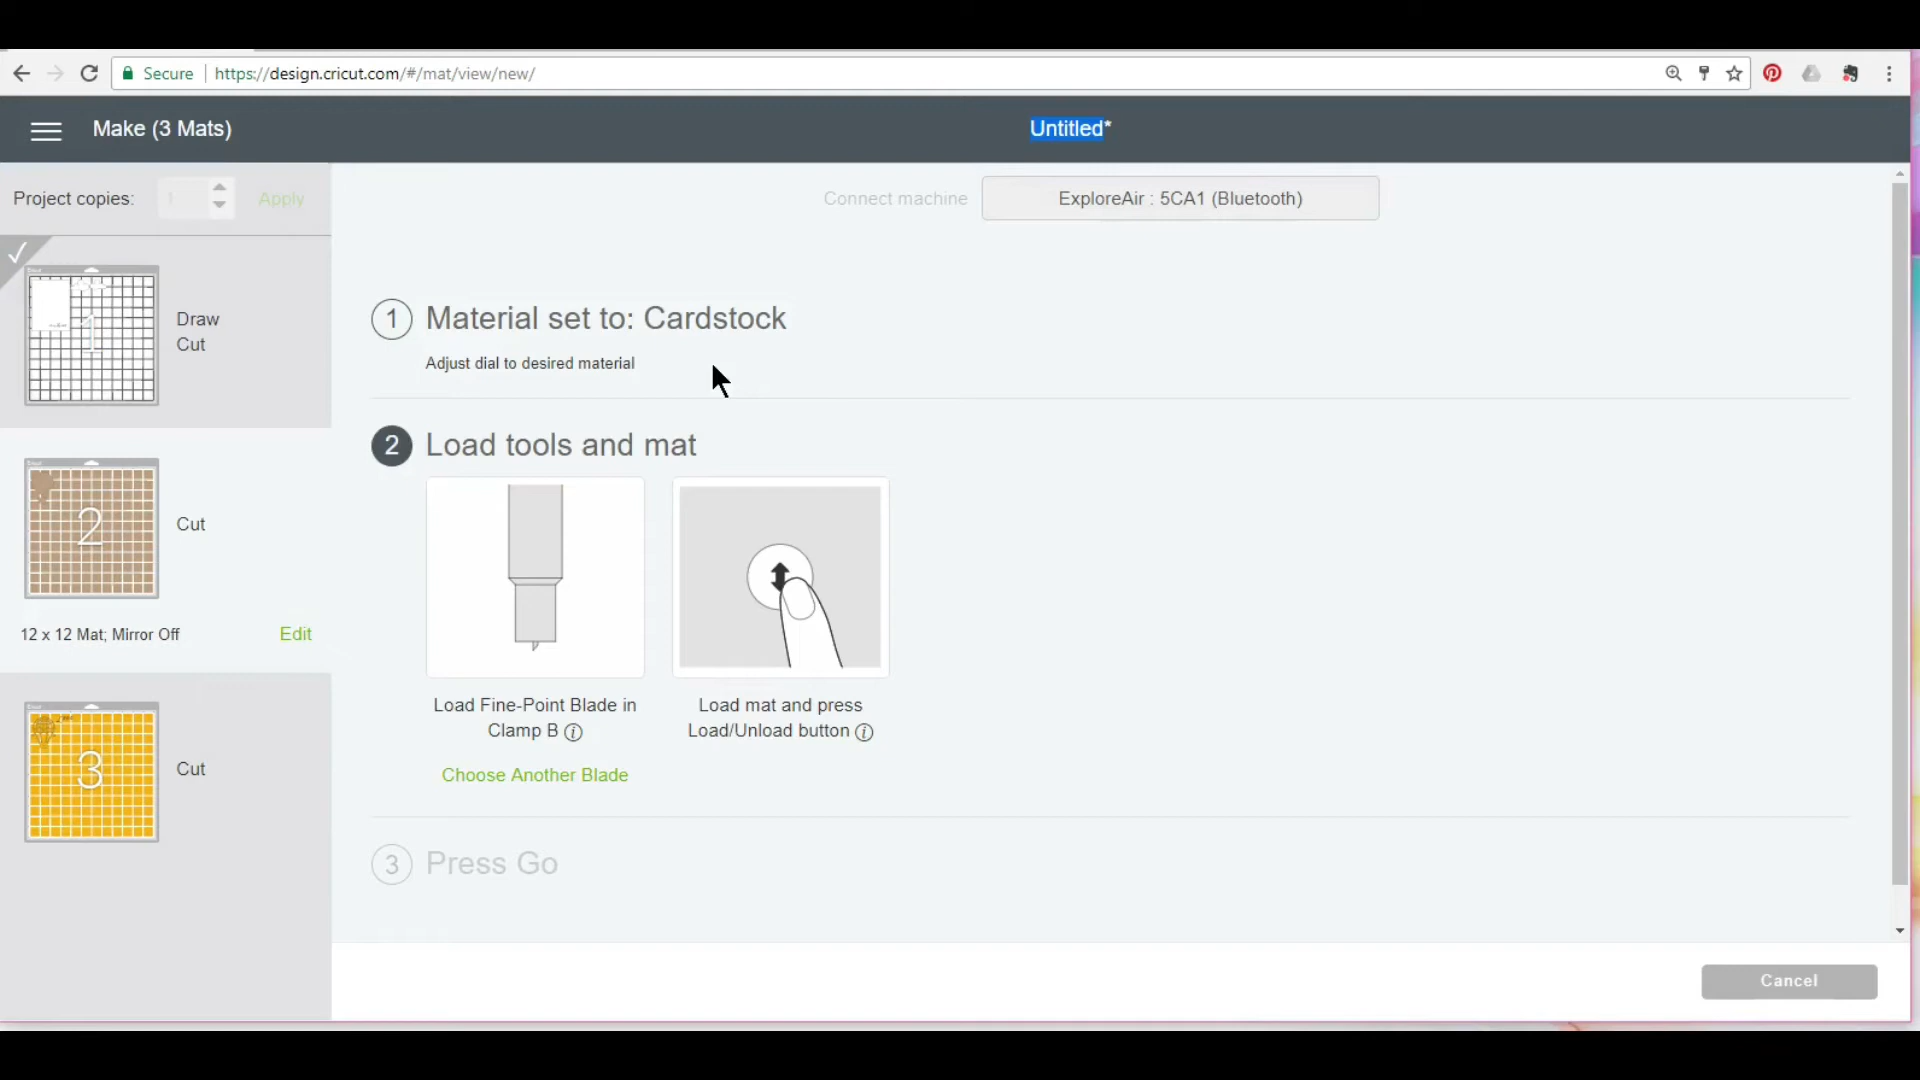 Secure https://design.cricut.com/#/mat/view/new/
Make (3 Mats)
Untitled*
Project copies: 1 Apply
Connect machine ExploreAir : 5CA1 (Bluetooth)
1
Draw
Cut
1 Material set to: Cardstock
Adjust dial to desired material
2 Load tools and mat
2
Cut
12 x 12 Mat; Mirror Off Edit
Load Fine-Point Blade in
Clamp B i
Load mat and press
Load/Unload button i
Choose Another Blade
3
Cut
3 Press Go
Cancel